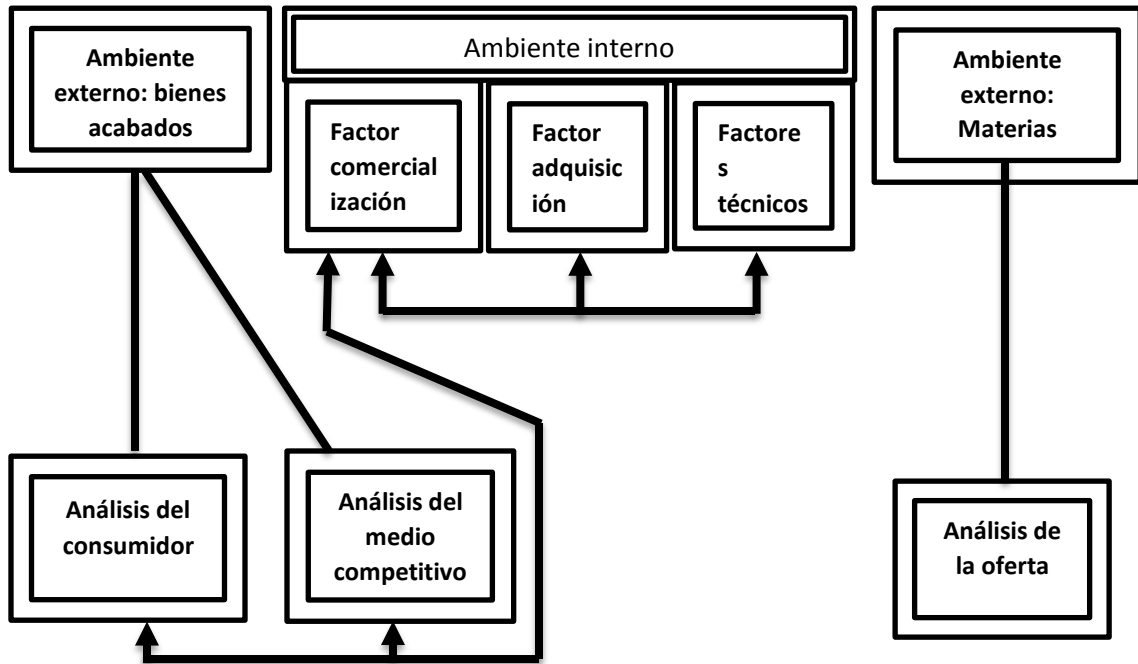 Ambiente
externo: bienes
acabados
Ambiente interno
Factor
comercial
ización
Factor
adquisic
ión
Factore
s
técnicos
Ambiente
externo:
Materias
Análisis del
consumidor
Análisis del
medio
competitivo
Análisis de
la oferta